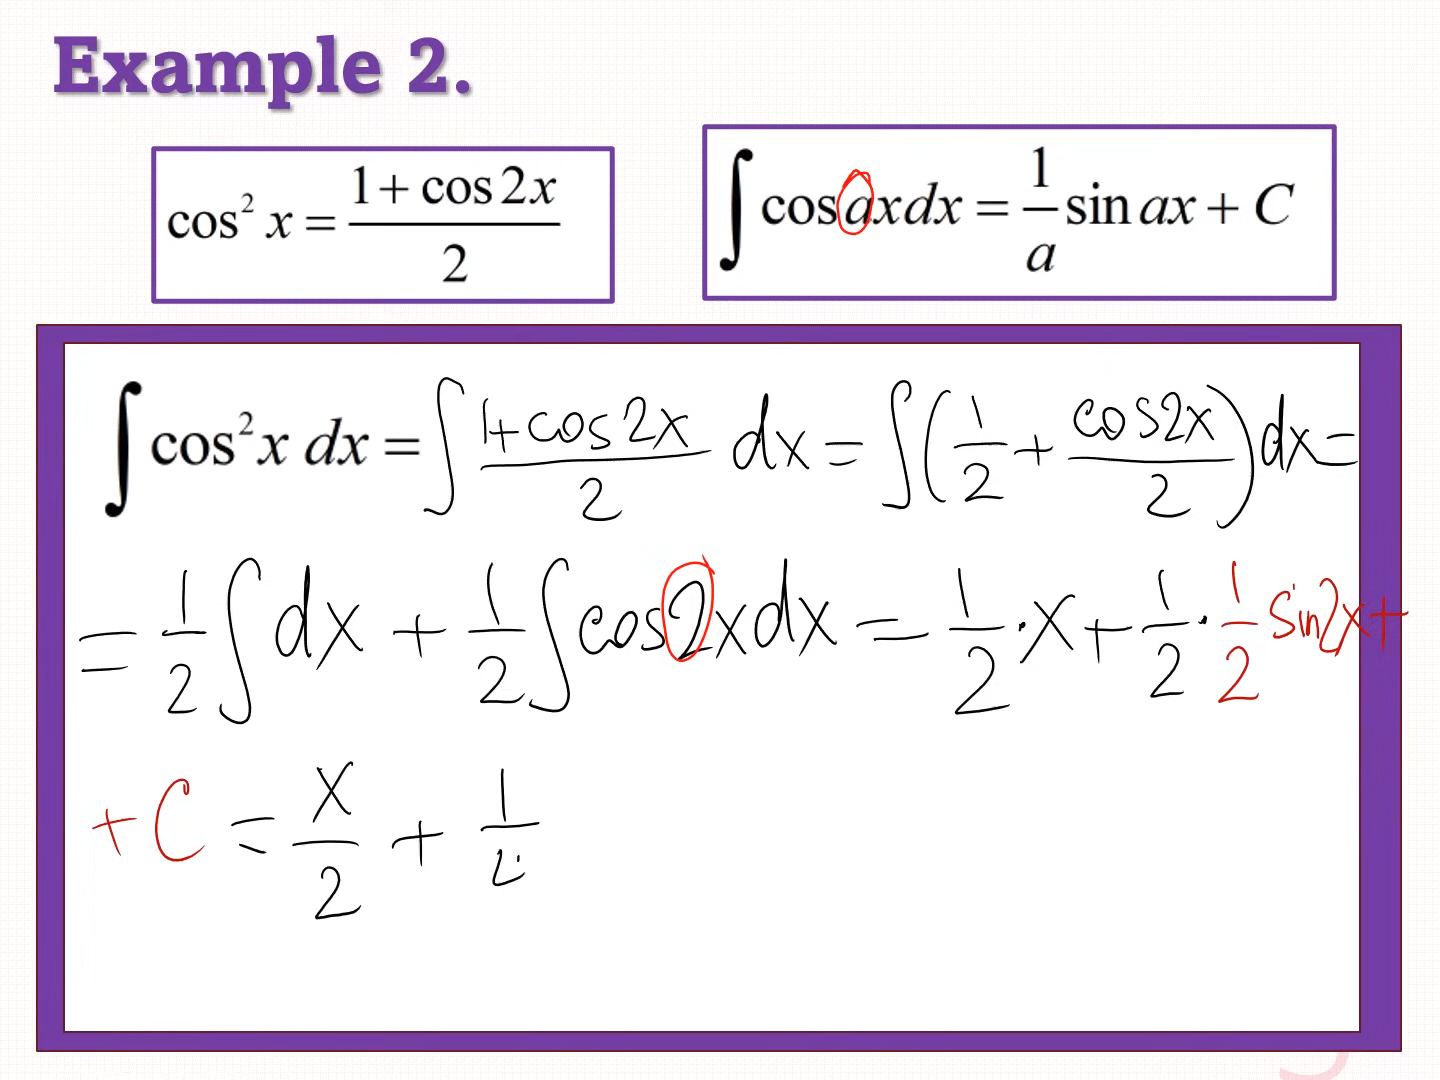 Example 2.
cos² x = (1 + cos 2x)/2
∫ cos ax dx = 1/a sin ax + C
∫ cos² x dx = ∫ (1 + cos 2x)/2 dx = ∫ (1/2 + cos 2x/2) dx =
= 1/2 ∫ dx + 1/2 ∫ cos 2x dx = 1/2 · x + 1/2 · 1/2 sin 2x +
+ C = x/2 + 1/4